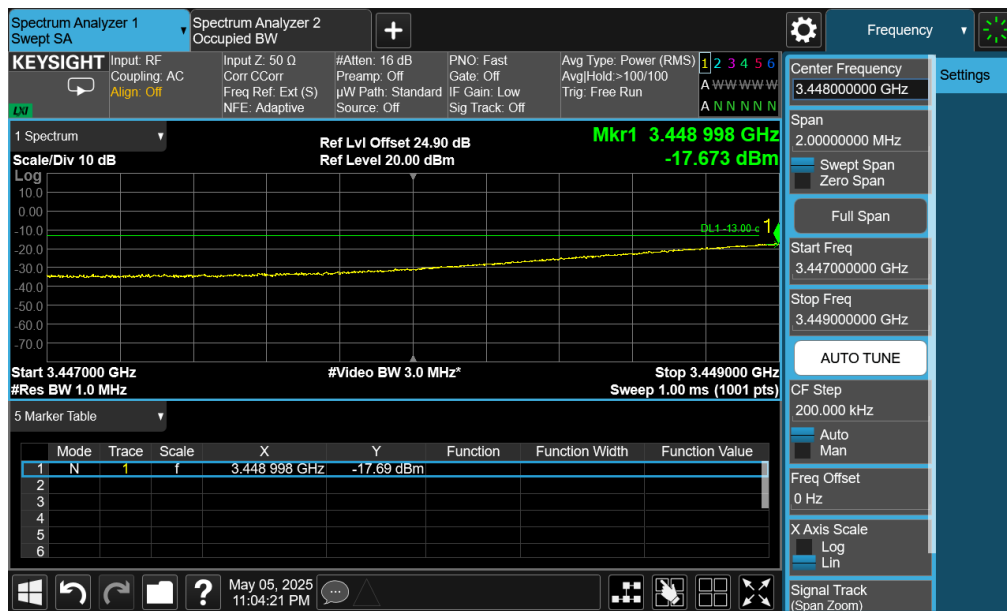 Spectrum Analyzer 1
Swept SA
Spectrum Analyzer 2
Occupied BW
Frequency
KEYSIGHT
Input: RF
Coupling: AC
Align: Off
Input Z: 50 Ω
Corr CCorr
Freq Ref: Ext (S)
NFE: Adaptive
#Atten: 16 dB
Preamp: Off
µW Path: Standard
Source: Off
PNO: Fast
Gate: Off
IF Gain: Low
Sig Track: Off
Avg Type: Power (RMS)
Avg|Hold:>100/100
Trig: Free Run
1 2 3 4 5 6
A W W W W W
A N N N N N
LXI
1 Spectrum
Scale/Div 10 dB
Ref Lvl Offset 24.90 dB
Ref Level 20.00 dBm
Mkr1 3.448 998 GHz
-17.673 dBm
Log
10.0
0.00
-10.0
-20.0
-30.0
-40.0
-50.0
-60.0
-70.0
DL1 -13.00 c
1
Start 3.447000 GHz
#Res BW 1.0 MHz
#Video BW 3.0 MHz*
Stop 3.449000 GHz
Sweep 1.00 ms (1001 pts)
5 Marker Table
Mode Trace Scale X Y Function Function Width Function Value
1 N 1 f 3.448 998 GHz -17.69 dBm
2
3
4
5
6
Center Frequency
3.448000000 GHz
Settings
Span
2.00000000 MHz
Swept Span
Zero Span
Full Span
Start Freq
3.447000000 GHz
Stop Freq
3.449000000 GHz
AUTO TUNE
CF Step
200.000 kHz
Auto
Man
Freq Offset
0 Hz
X Axis Scale
Log
Lin
Signal Track
(Span Zoom)
?
May 05, 2025
11:04:21 PM